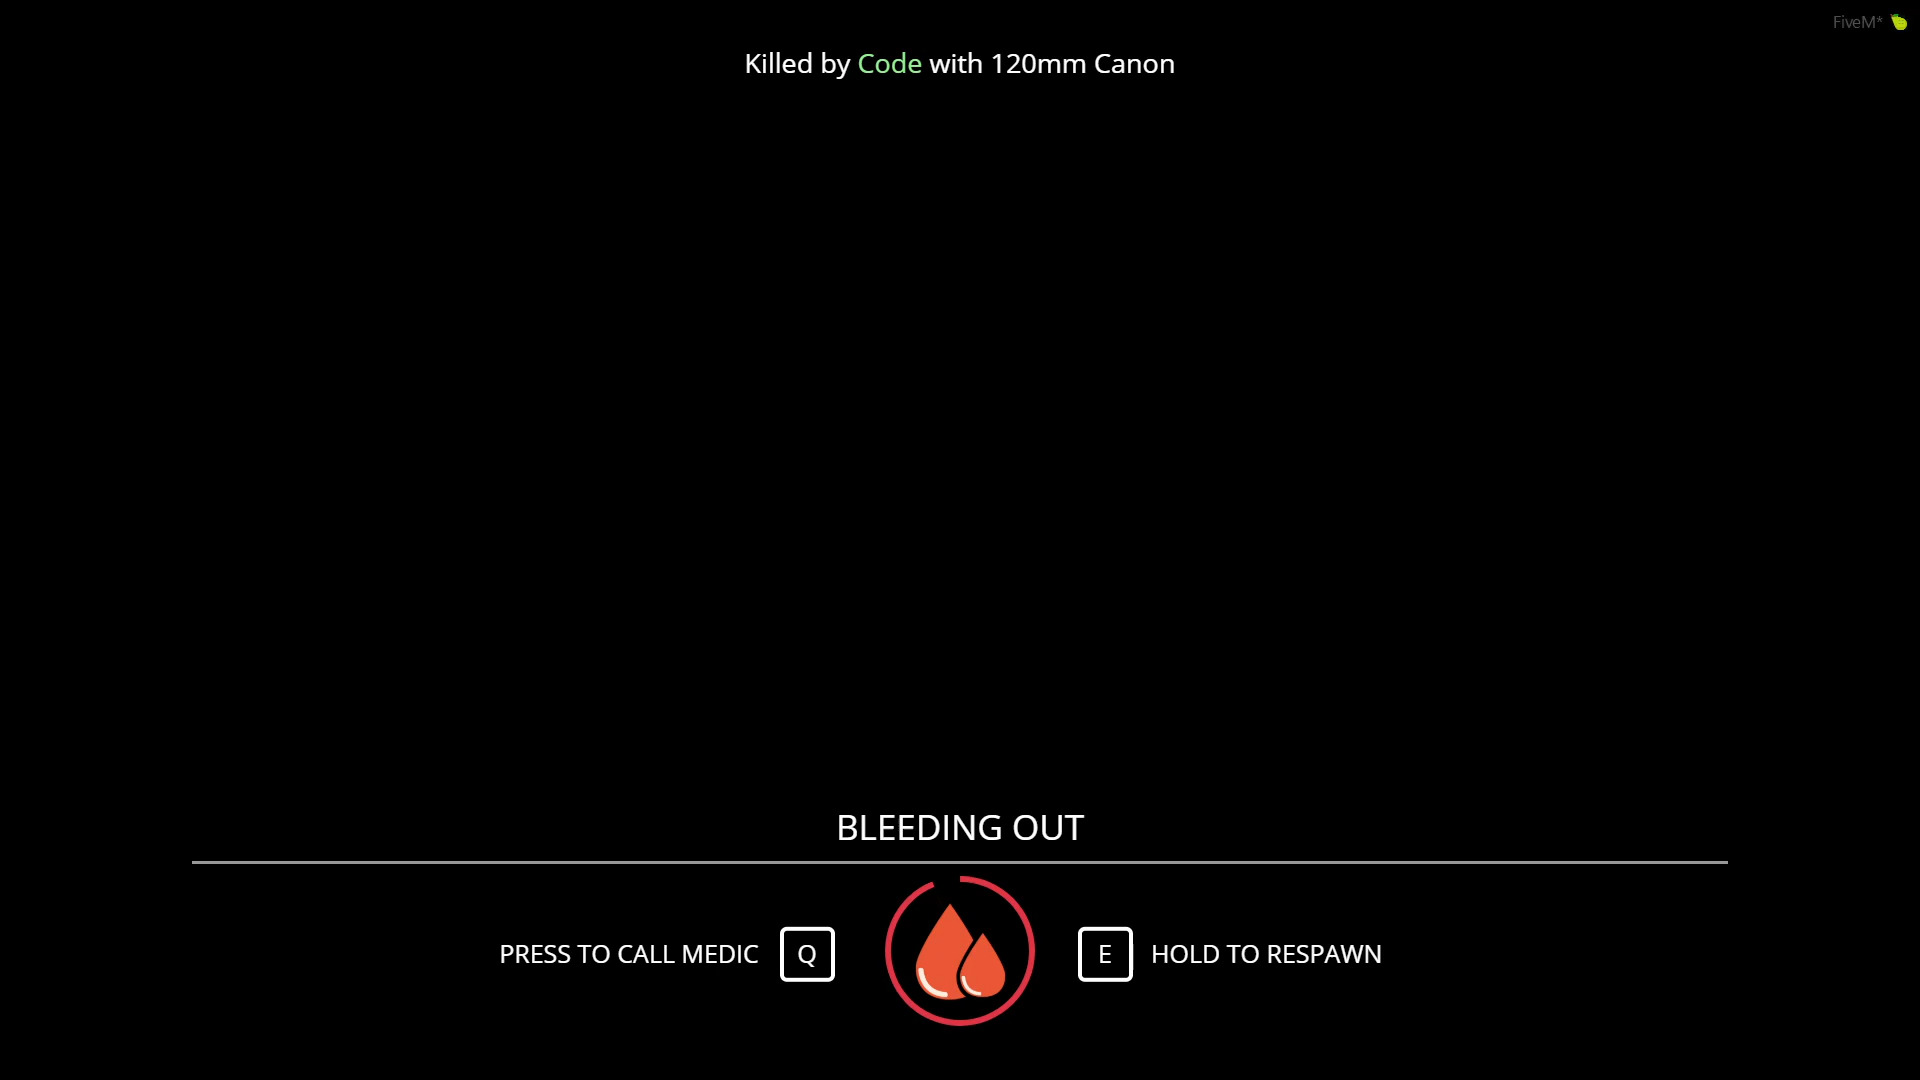 FiveM*
Killed by Code with 120mm Canon
BLEEDING OUT
PRESS TO CALL MEDIC Q E HOLD TO RESPAWN